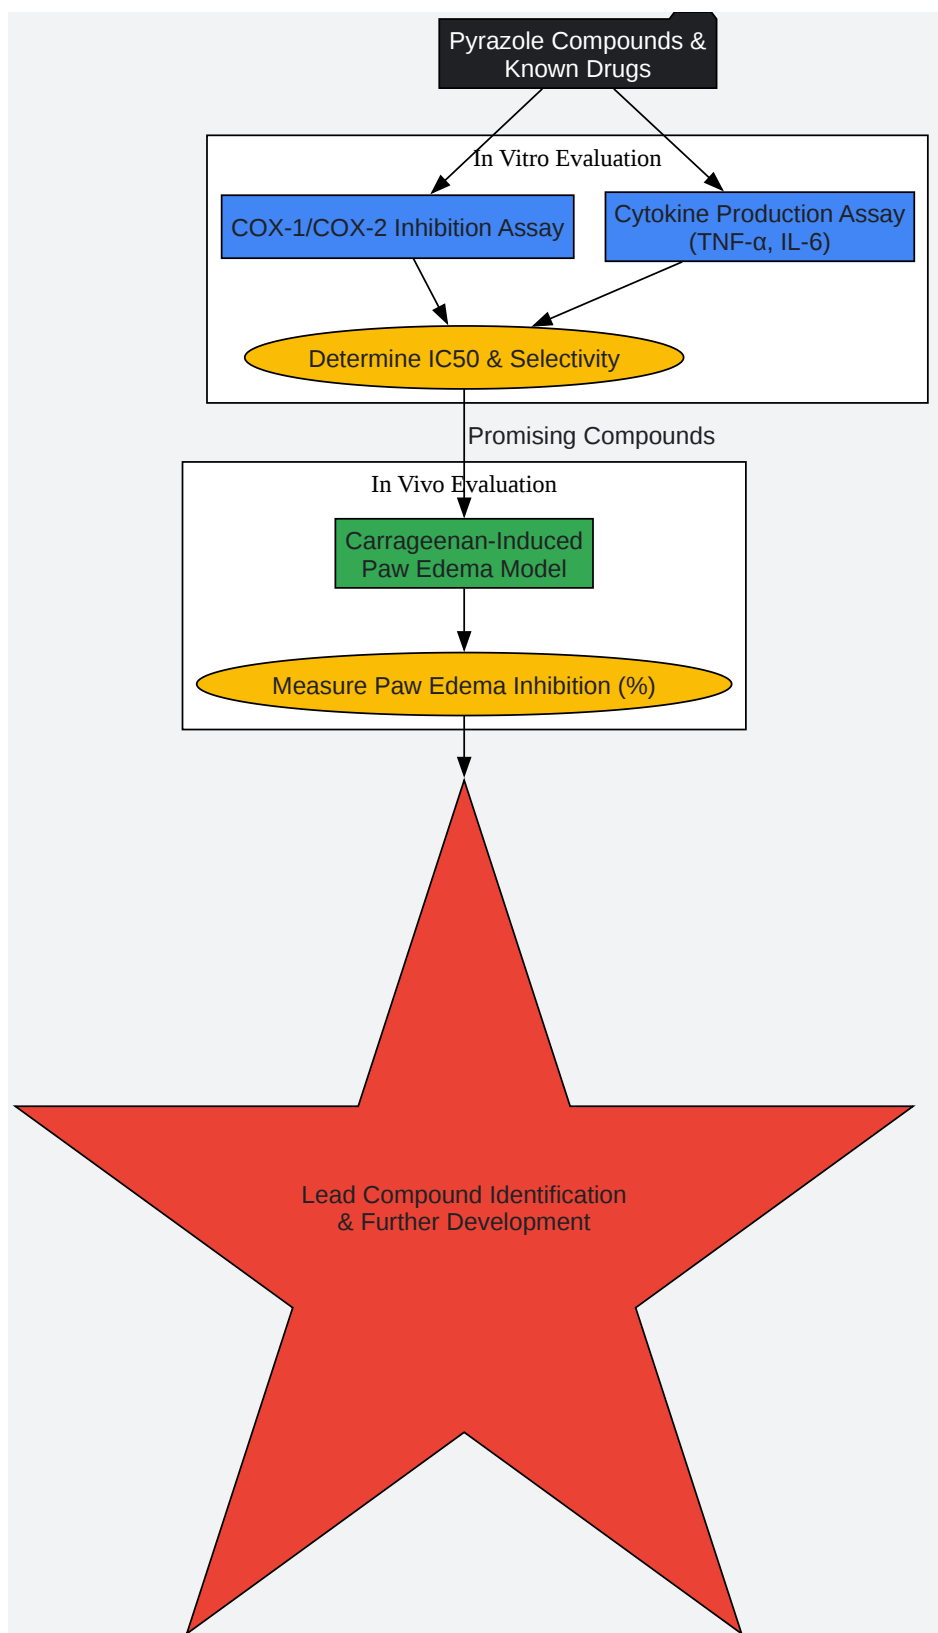 Pyrazole Compounds &
Known Drugs
In Vitro Evaluation
COX-1/COX-2 Inhibition Assay
Cytokine Production Assay
(TNF-α, IL-6)
Determine IC50 & Selectivity
Promising Compounds
In Vivo Evaluation
Carrageenan-Induced
Paw Edema Model
Measure Paw Edema Inhibition (%)
Lead Compound Identification
& Further Development